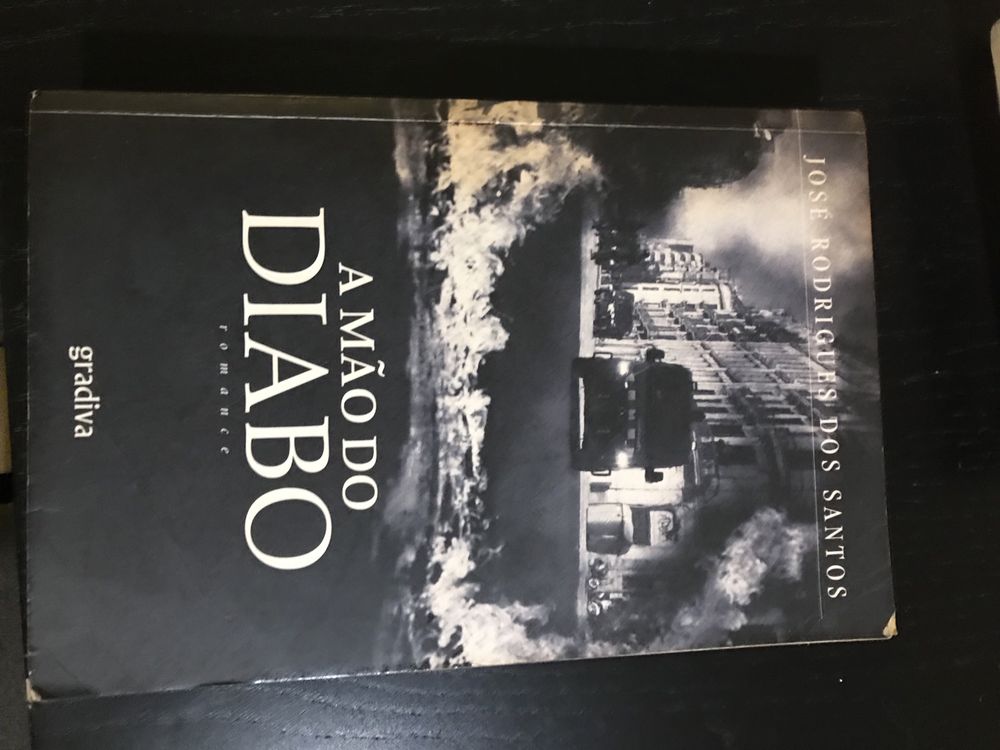 JOSÉ RODRIGUES DOS SANTOS
A MÃO DO
DIABO
romance
gradiva